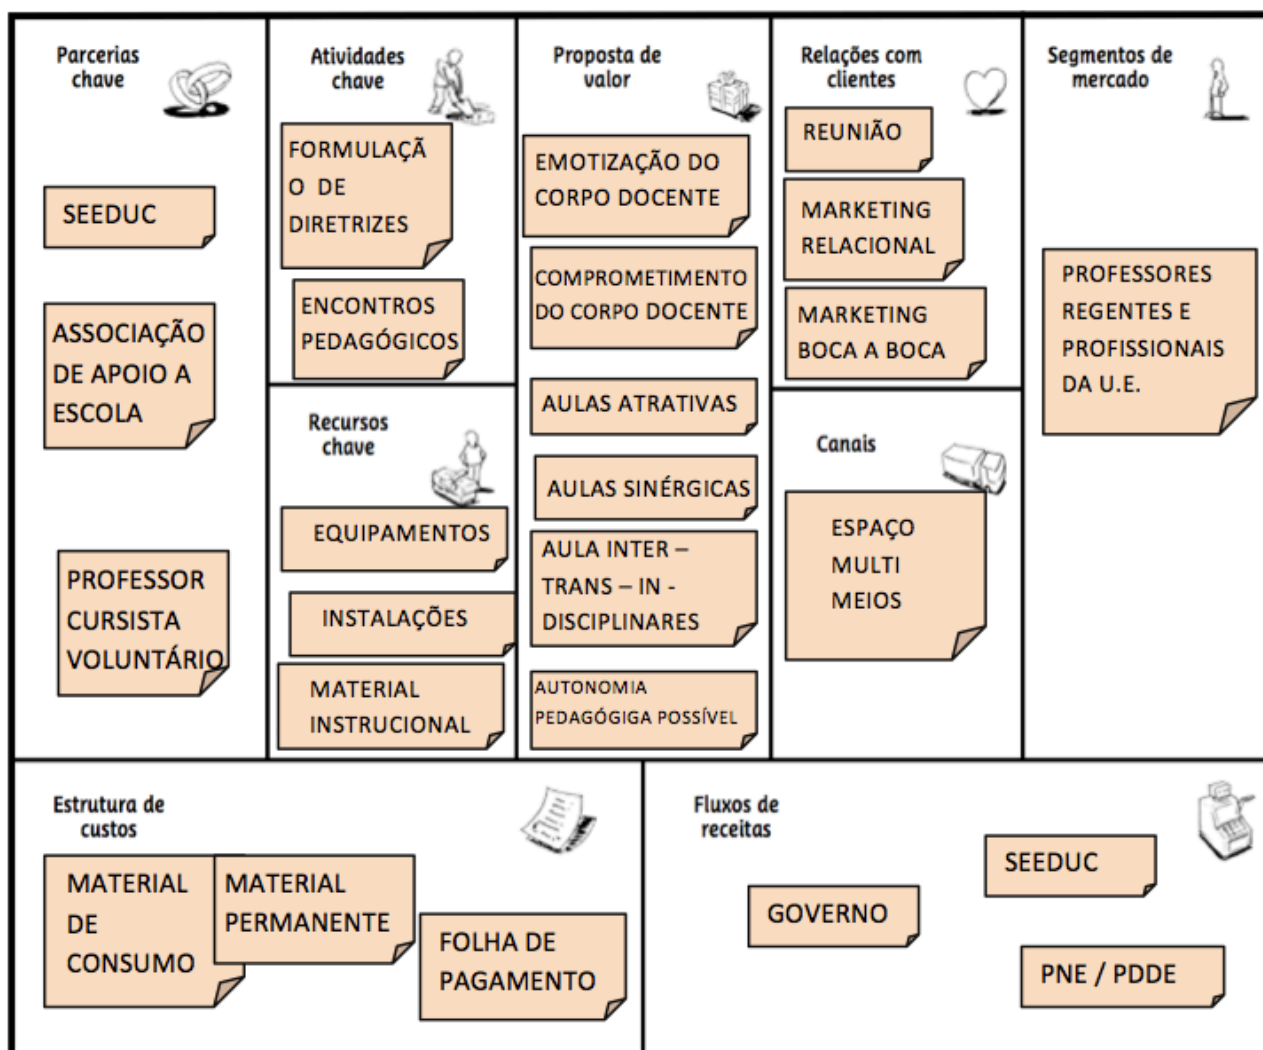 Parcerias
chave
SEEDUC
ASSOCIAÇÃO
DE APOIO A
ESCOLA
PROFESSOR
CURSISTA
VOLUNTÁRIO
Atividades
chave
FORMULAÇÃ
O DE
DIRETRIZES
ENCONTROS
PEDAGÓGICOS
Recursos
chave
EQUIPAMENTOS
INSTALAÇÕES
MATERIAL
INSTRUCIONAL
Proposta de
valor
EMOTIZAÇÃO DO
CORPO DOCENTE
COMPROMETIMENTO
DO CORPO DOCENTE
AULAS ATRATIVAS
AULAS SINÉRGICAS
AULA INTER –
TRANS – IN -
DISCIPLINARES
AUTONOMIA
PEDAGÓGIGA POSSÍVEL
Relações com
clientes
REUNIÃO
MARKETING
RELACIONAL
MARKETING
BOCA A BOCA
Canais
ESPAÇO
MULTI
MEIOS
Segmentos de
mercado
PROFESSORES
REGENTES E
PROFISSIONAIS
DA U.E.
Estrutura de
custos
MATERIAL
DE
CONSUMO
MATERIAL
PERMANENTE
FOLHA DE
PAGAMENTO
Fluxos de
receitas
GOVERNO
SEEDUC
PNE / PDDE